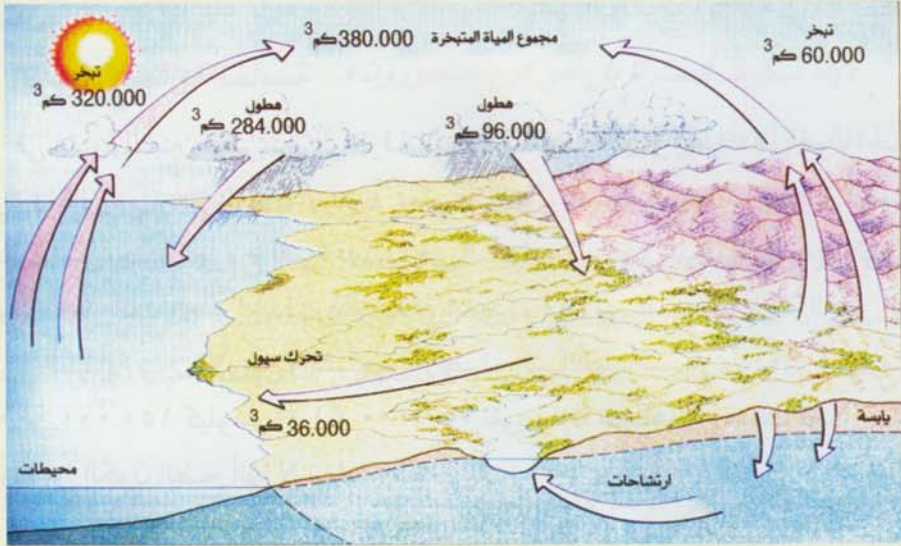 مجموع المياة المتبخرة 380.000 كم3
تبخر
60.000 كم3
تبخر
320.000 كم3
هطول
284.000 كم3
هطول
96.000 كم3
تحرك سيول
36.000 كم3
يابسة
محيطات
ارتشاحات